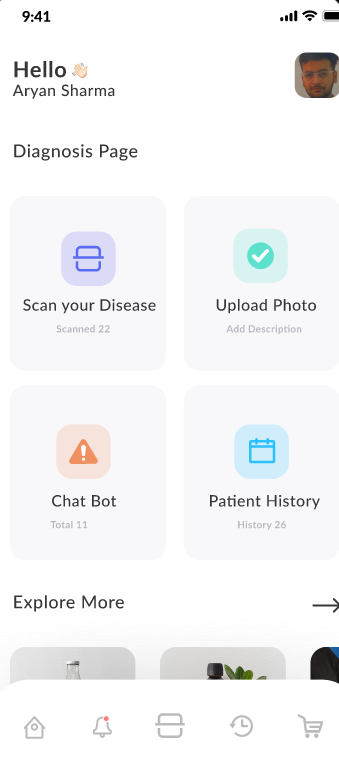 9:41
Hello 👋🏻
Aryan Sharma
Diagnosis Page
Scan your Disease
Scanned 22
Upload Photo
Add Description
Chat Bot
Total 11
Patient History
History 26
Explore More